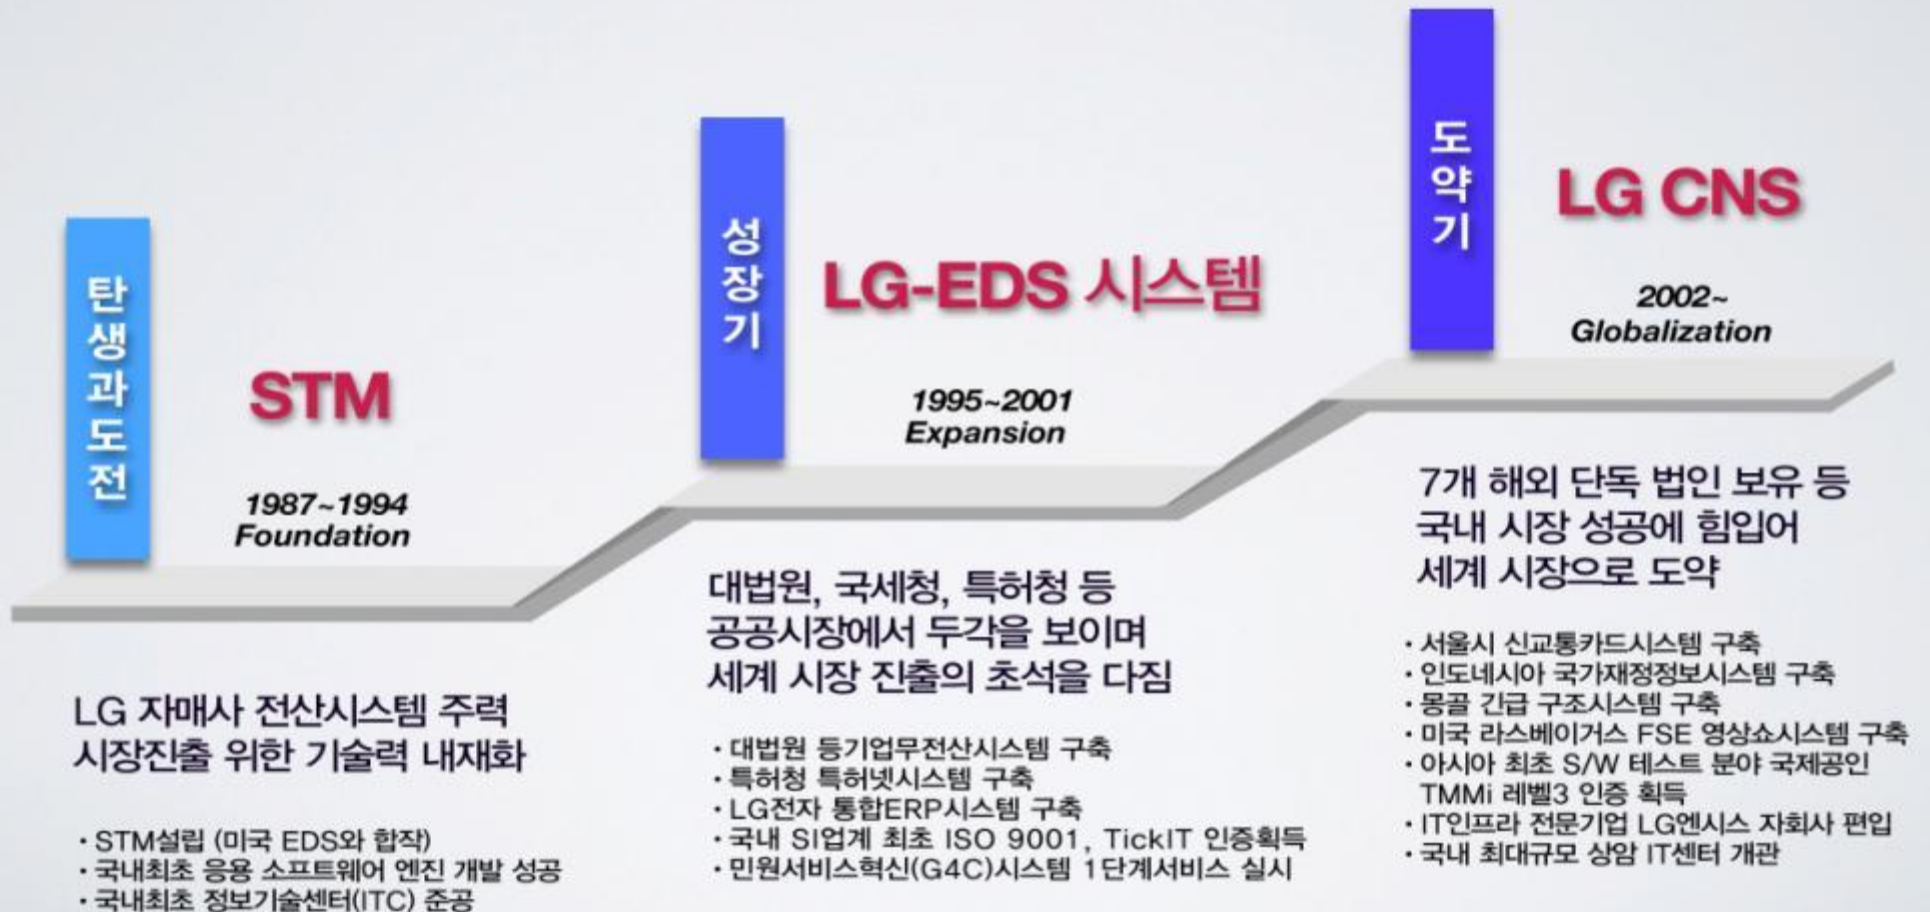 탄생과도전
STM
1987~1994
Foundation
LG 자매사 전산시스템 주력
시장진출 위한 기술력 내재화
· STM설립 (미국 EDS와 합작)
· 국내최초 응용 소프트웨어 엔진 개발 성공
· 국내최초 정보기술센터(ITC) 준공
성장기
LG-EDS 시스템
1995~2001
Expansion
대법원, 국세청, 특허청 등
공공시장에서 두각을 보이며
세계 시장 진출의 초석을 다짐
· 대법원 등기업무전산시스템 구축
· 특허청 특허넷시스템 구축
· LG전자 통합ERP시스템 구축
· 국내 SI업계 최초 ISO 9001, TickIT 인증획득
· 민원서비스혁신(G4C)시스템 1단계서비스 실시
도약기
LG CNS
2002~
Globalization
7개 해외 단독 법인 보유 등
국내 시장 성공에 힘입어
세계 시장으로 도약
· 서울시 신교통카드시스템 구축
· 인도네시아 국가재정정보시스템 구축
· 몽골 긴급 구조시스템 구축
· 미국 라스베이거스 FSE 영상쇼시스템 구축
· 아시아 최초 S/W 테스트 분야 국제공인
TMMi 레벨3 인증 획득
· IT인프라 전문기업 LG엔시스 자회사 편입
· 국내 최대규모 상암 IT센터 개관